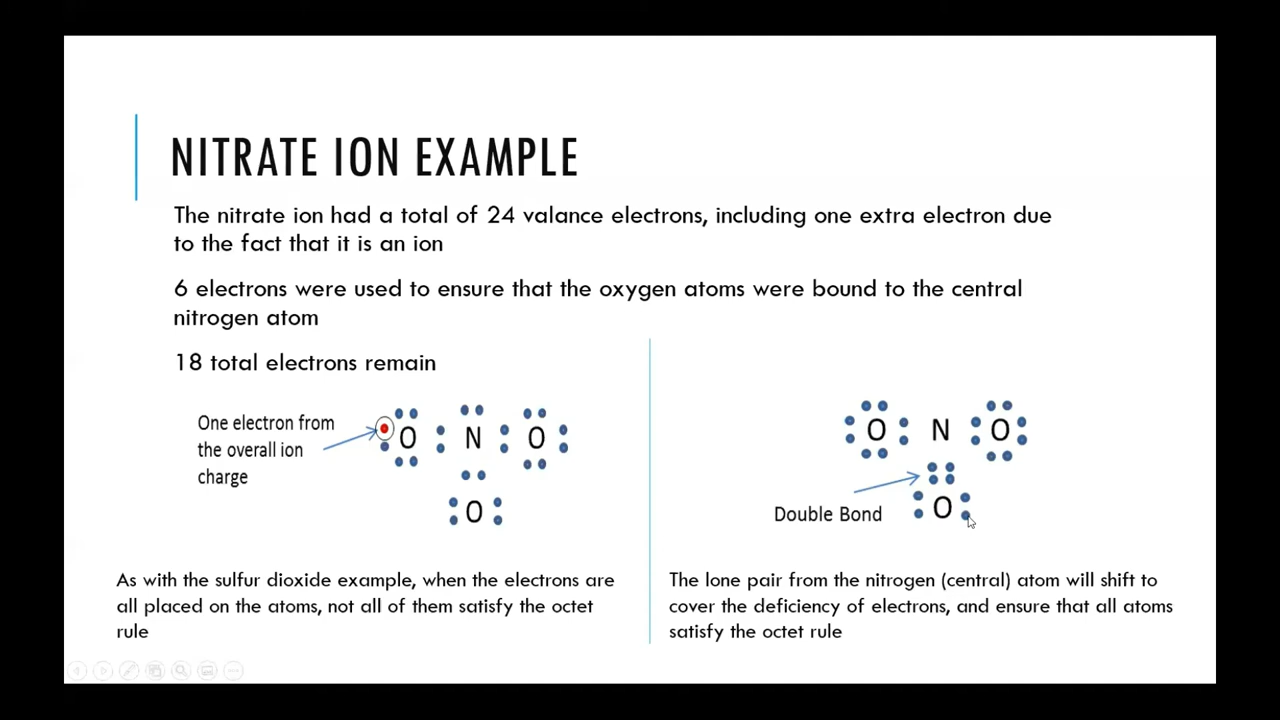 NITRATE ION EXAMPLE
The nitrate ion had a total of 24 valance electrons, including one extra electron due
to the fact that it is an ion
6 electrons were used to ensure that the oxygen atoms were bound to the central
nitrogen atom
18 total electrons remain
One electron from
the overall ion
charge
O N O
O
As with the sulfur dioxide example, when the electrons are
all placed on the atoms, not all of them satisfy the octet
rule
O N O
O
Double Bond
The lone pair from the nitrogen (central) atom will shift to
cover the deficiency of electrons, and ensure that all atoms
satisfy the octet rule